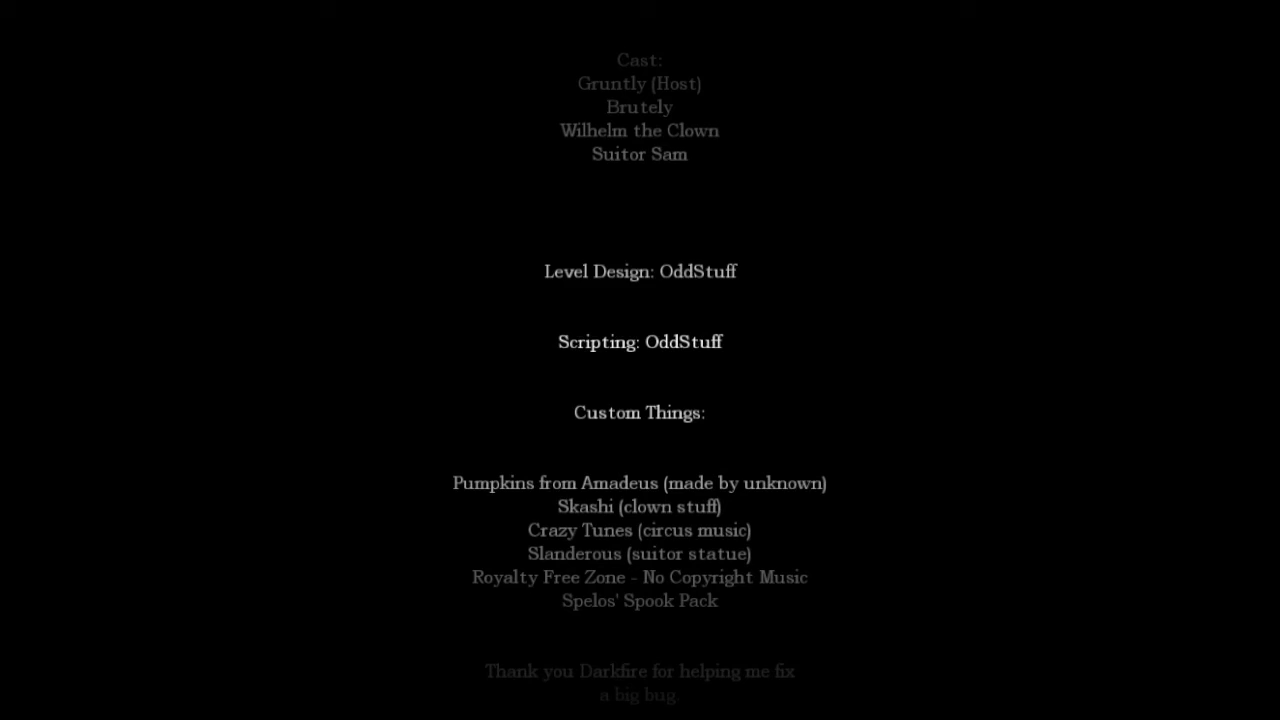 Cast:
Gruntly (Host)
Brutely
Wilhelm the Clown
Suitor Sam
Level Design: OddStuff
Scripting: OddStuff
Custom Things:
Pumpkins from Amadeus (made by unknown)
Skashi (clown stuff)
Crazy Tunes (circus music)
Slanderous (suitor statue)
Royalty Free Zone - No Copyright Music
Spelos' Spook Pack
Thank you Darkfire for helping me fix
a big bug.